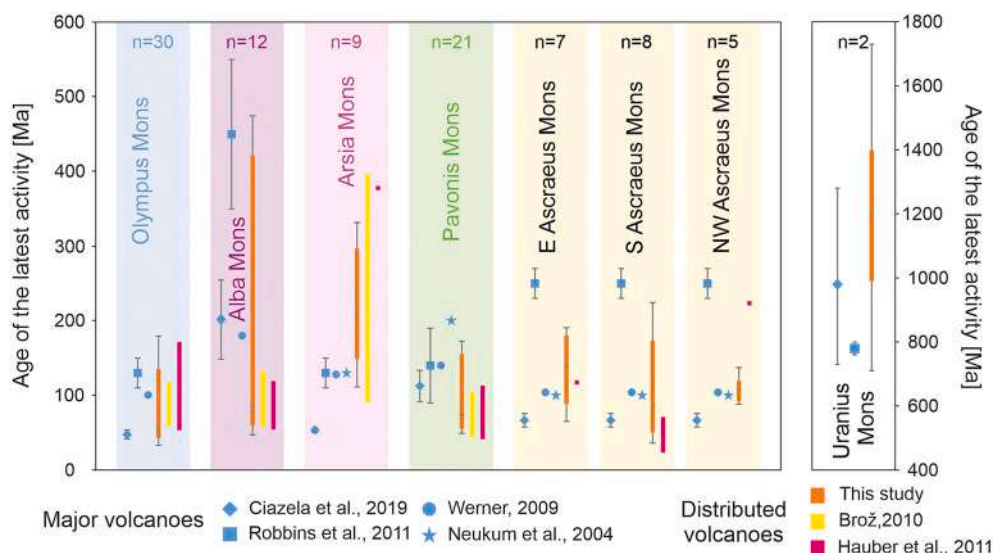 600
500
400
300
200
100
0
Age of the latest activity [Ma]
n=30
Olympus Mons
n=12
Alba Mons
n=9
Arsia Mons
n=21
Pavonis Mons
n=7
E Ascraeus Mons
n=8
S Ascraeus Mons
n=5
NW Ascraeus Mons
n=2
Uranius
Mons
1800
1600
1400
1200
1000
800
600
400
Age of the latest activity [Ma]
Major volcanoes
Ciazela et al., 2019
Robbins et al., 2011
Werner, 2009
Neukum et al., 2004
Distributed
volcanoes
This study
Brož,2010
Hauber et al., 2011